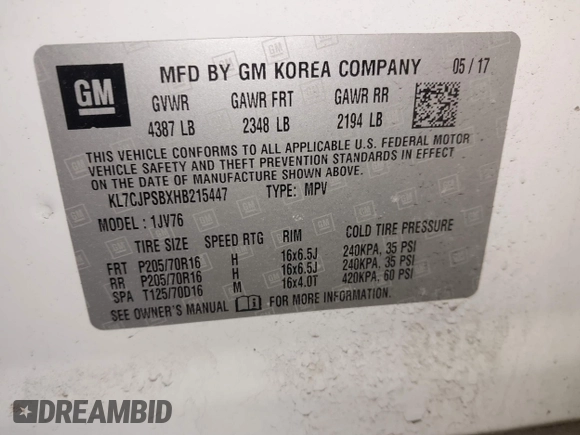 GM MFD BY GM KOREA COMPANY 05 / 17
GVWR GAWR FRT GAWR RR
4387 LB 2348 LB 2194 LB
THIS VEHICLE CONFORMS TO ALL APPLICABLE U.S. FEDERAL MOTOR
VEHICLE SAFETY AND THEFT PREVENTION STANDARDS IN EFFECT
ON THE DATE OF MANUFACTURE SHOWN ABOVE.
KL7CJPSBXHB215447 TYPE: MPV
MODEL: 1JV76
TIRE SIZE SPEED RTG RIM COLD TIRE PRESSURE
FRT P205/70R16 H 16x6.5J 240KPA, 35 PSI
RR P205/70R16 H 16x6.5J 240KPA, 35 PSI
SPA T125/70D16 M 16x4.0T 420KPA, 60 PSI
SEE OWNER'S MANUAL FOR MORE INFORMATION.
DREAMBID